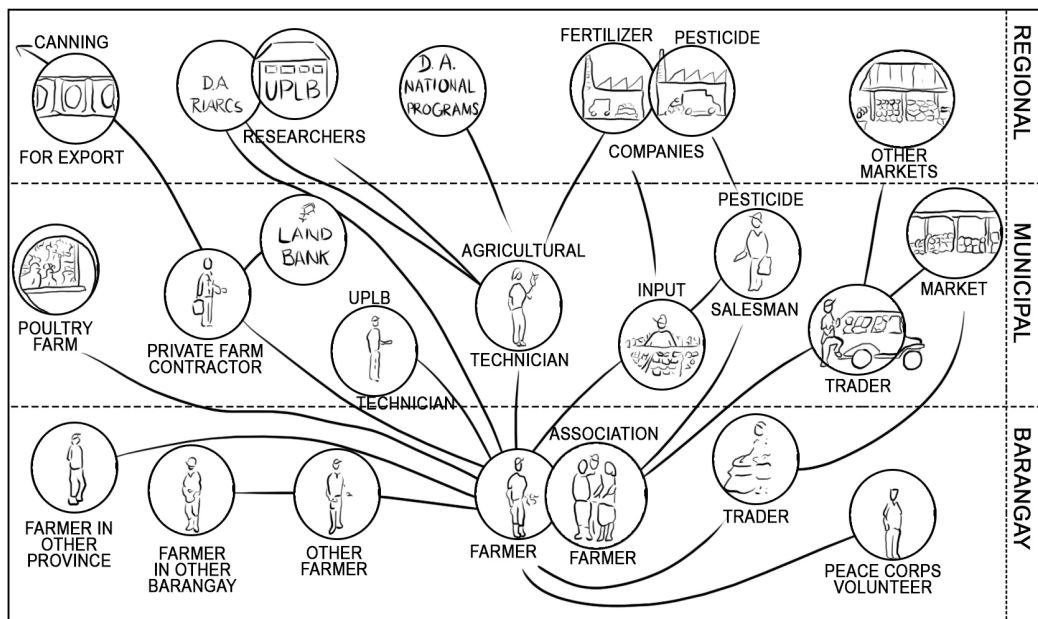 CANNING
FOR EXPORT
D.A
RIARCS
UPLB
RESEARCHERS
D. A.
NATIONAL
PROGRAMS
FERTILIZER
PESTICIDE
COMPANIES
OTHER
MARKETS
REGIONAL
POULTRY
FARM
PRIVATE FARM
CONTRACTOR
₱
LAND
BANK
UPLB
TECHNICIAN
AGRICULTURAL
TECHNICIAN
INPUT
PESTICIDE
SALESMAN
TRADER
MARKET
MUNICIPAL
FARMER IN
OTHER
PROVINCE
FARMER
IN OTHER
BARANGAY
OTHER
FARMER
FARMER
ASSOCIATION
FARMER
TRADER
PEACE CORPS
VOLUNTEER
BARANGAY